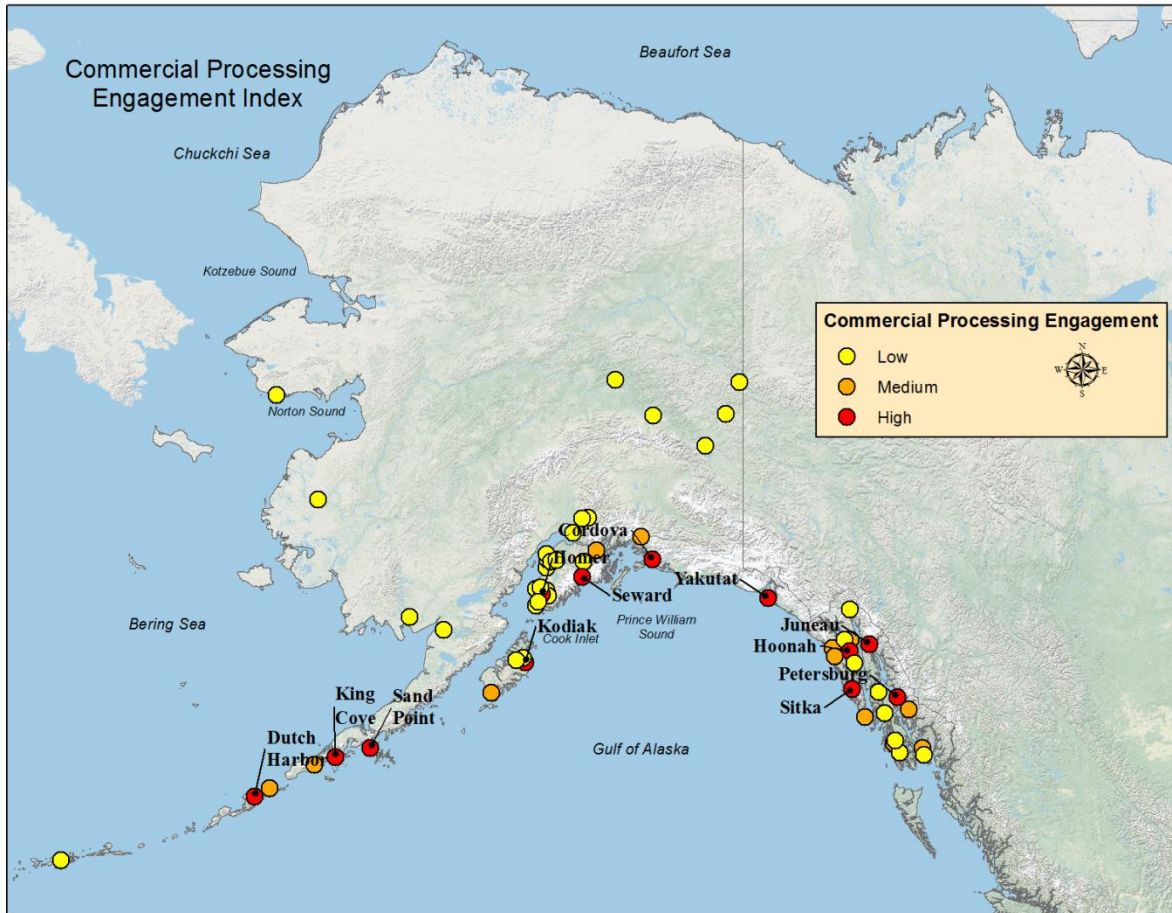 Commercial Processing
Engagement Index
Beaufort Sea
Chuckchi Sea
Kotzebue Sound
Norton Sound
Commercial Processing Engagement
Low
Medium
High
N
W
E
S
Cordova
Homer
Seward
Yakutat
Prince William
Sound
Kodiak
Cook Inlet
Bering Sea
Juneau
Hoonah
Petersburg
Sitka
King
Cove
Sand
Point
Dutch
Harbor
Gulf of Alaska